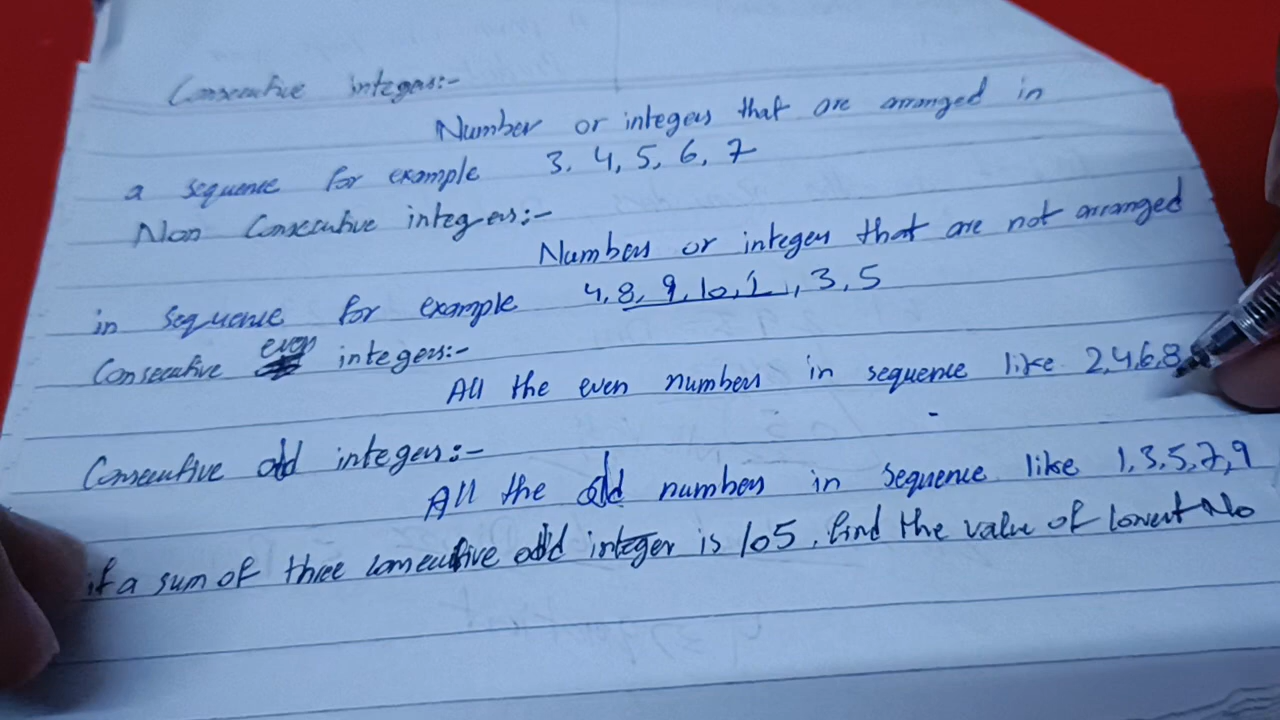 Consecutive integers:-
Number or integers that are arranged in
a sequence for example 3, 4, 5, 6, 7
Non Consecutive integers:-
Numbers or integers that are not arranged
in sequence for example 4, 8, 9, 10, 1, 3, 5
Consecutive even integers:-
All the even numbers in sequence like 2,4,6,8
Consecutive odd integers:-
All the odd numbers in sequence like 1,3,5,7,9
if a sum of three consecutive odd integer is 105, find the value of lowest No